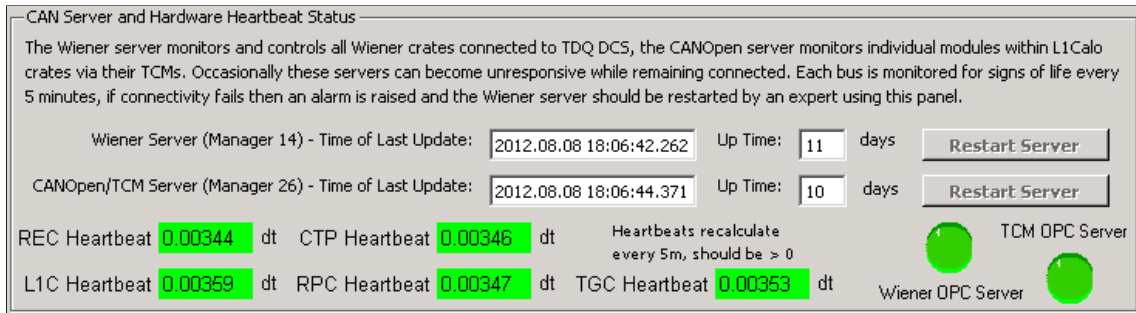 CAN Server and Hardware Heartbeat Status
The Wiener server monitors and controls all Wiener crates connected to TDQ DCS, the CANOpen server monitors individual modules within L1Calo
crates via their TCMs. Occasionally these servers can become unresponsive while remaining connected. Each bus is monitored for signs of life every
5 minutes, if connectivity fails then an alarm is raised and the Wiener server should be restarted by an expert using this panel.
Wiener Server (Manager 14) - Time of Last Update: 2012.08.08 18:06:42.262 Up Time: 11 days Restart Server
CANOpen/TCM Server (Manager 26) - Time of Last Update: 2012.08.08 18:06:44.371 Up Time: 10 days Restart Server
REC Heartbeat 0.00344 dt CTP Heartbeat 0.00346 dt
Heartbeats recalculate
every 5m, should be > 0
TCM OPC Server
L1C Heartbeat 0.00359 dt RPC Heartbeat 0.00347 dt TGC Heartbeat 0.00353 dt
Wiener OPC Server